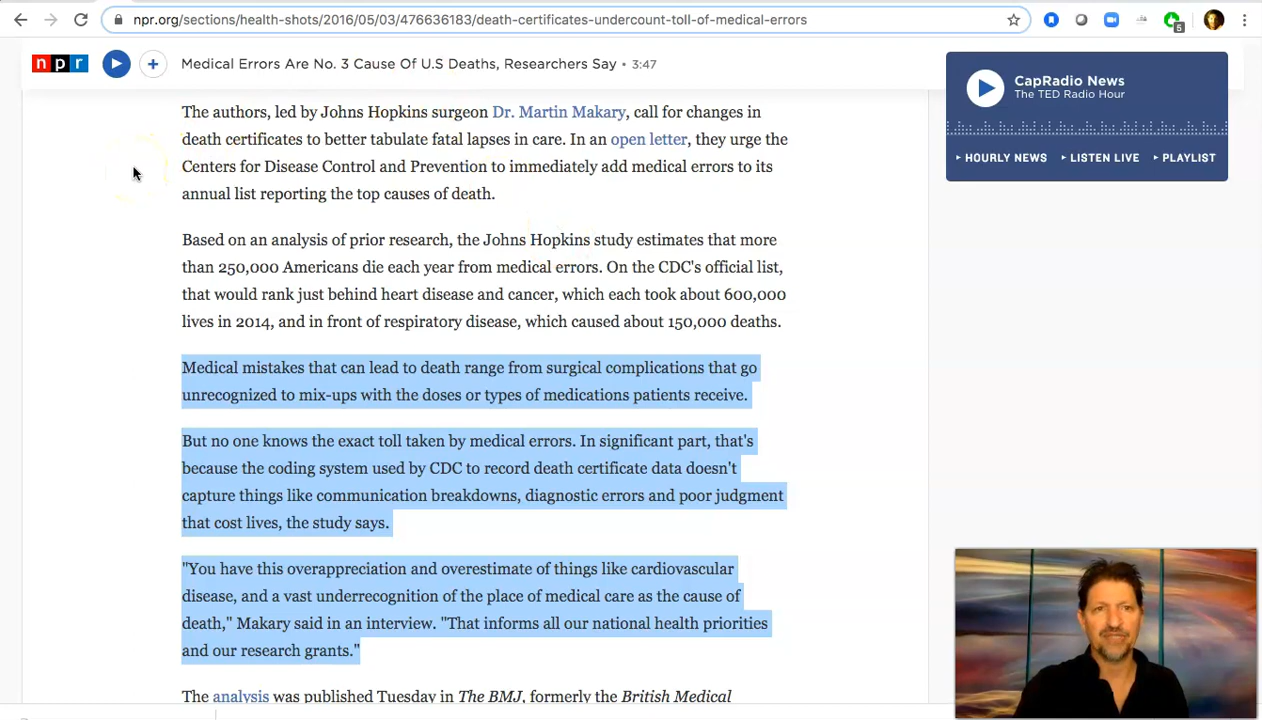 npr.org/sections/health-shots/2016/05/03/476636183/death-certificates-undercount-toll-of-medical-errors
5
npr
Medical Errors Are No. 3 Cause Of U.S Deaths, Researchers Say • 3:47
CapRadio News
The TED Radio Hour
HOURLY NEWS LISTEN LIVE PLAYLIST
The authors, led by Johns Hopkins surgeon Dr. Martin Makary, call for changes in
death certificates to better tabulate fatal lapses in care. In an open letter, they urge the
Centers for Disease Control and Prevention to immediately add medical errors to its
annual list reporting the top causes of death.
Based on an analysis of prior research, the Johns Hopkins study estimates that more
than 250,000 Americans die each year from medical errors. On the CDC's official list,
that would rank just behind heart disease and cancer, which each took about 600,000
lives in 2014, and in front of respiratory disease, which caused about 150,000 deaths.
Medical mistakes that can lead to death range from surgical complications that go
unrecognized to mix-ups with the doses or types of medications patients receive.
But no one knows the exact toll taken by medical errors. In significant part, that's
because the coding system used by CDC to record death certificate data doesn't
capture things like communication breakdowns, diagnostic errors and poor judgment
that cost lives, the study says.
"You have this overappreciation and overestimate of things like cardiovascular
disease, and a vast underrecognition of the place of medical care as the cause of
death," Makary said in an interview. "That informs all our national health priorities
and our research grants."
The analysis was published Tuesday in The BMJ, formerly the British Medical